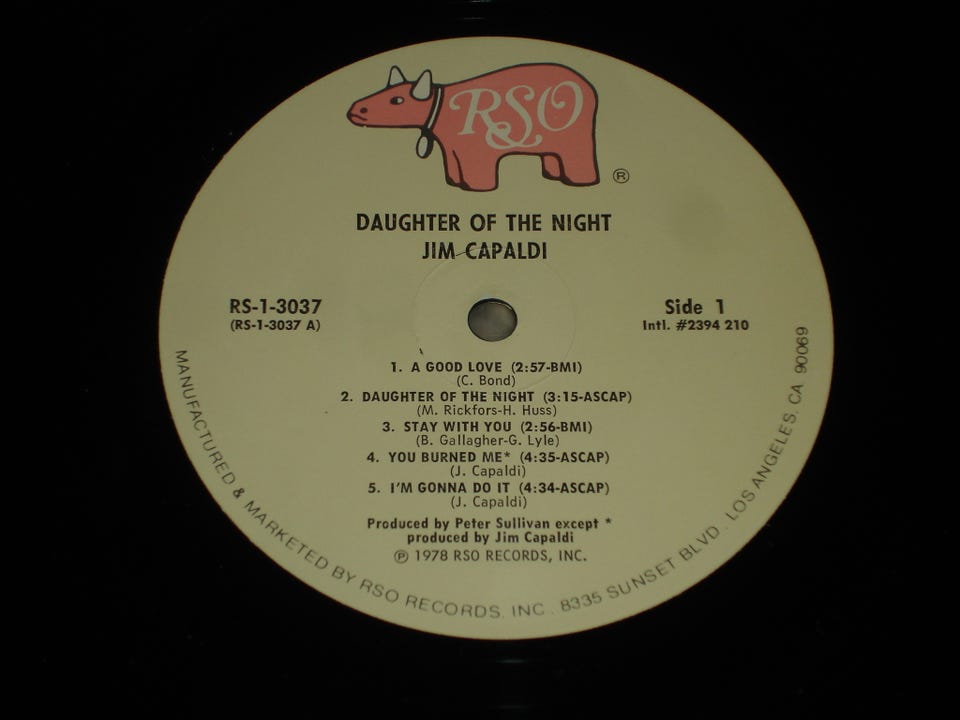 RSO
®
DAUGHTER OF THE NIGHT
JIM CAPALDI
RS-1-3037
(RS-1-3037 A)
Side 1
Intl. #2394 210
1. A GOOD LOVE (2:57-BMI)
(C. Bond)
2. DAUGHTER OF THE NIGHT (3:15-ASCAP)
(M. Rickfors-H. Huss)
3. STAY WITH YOU (2:56-BMI)
(B. Gallagher-G. Lyle)
4. YOU BURNED ME* (4:35-ASCAP)
(J. Capaldi)
5. I'M GONNA DO IT (4:34-ASCAP)
(J. Capaldi)
Produced by Peter Sullivan except *
produced by Jim Capaldi
℗ 1978 RSO RECORDS, INC.
MANUFACTURED & MARKETED BY RSO RECORDS, INC., 8335 SUNSET BLVD., LOS ANGELES, CA 90069